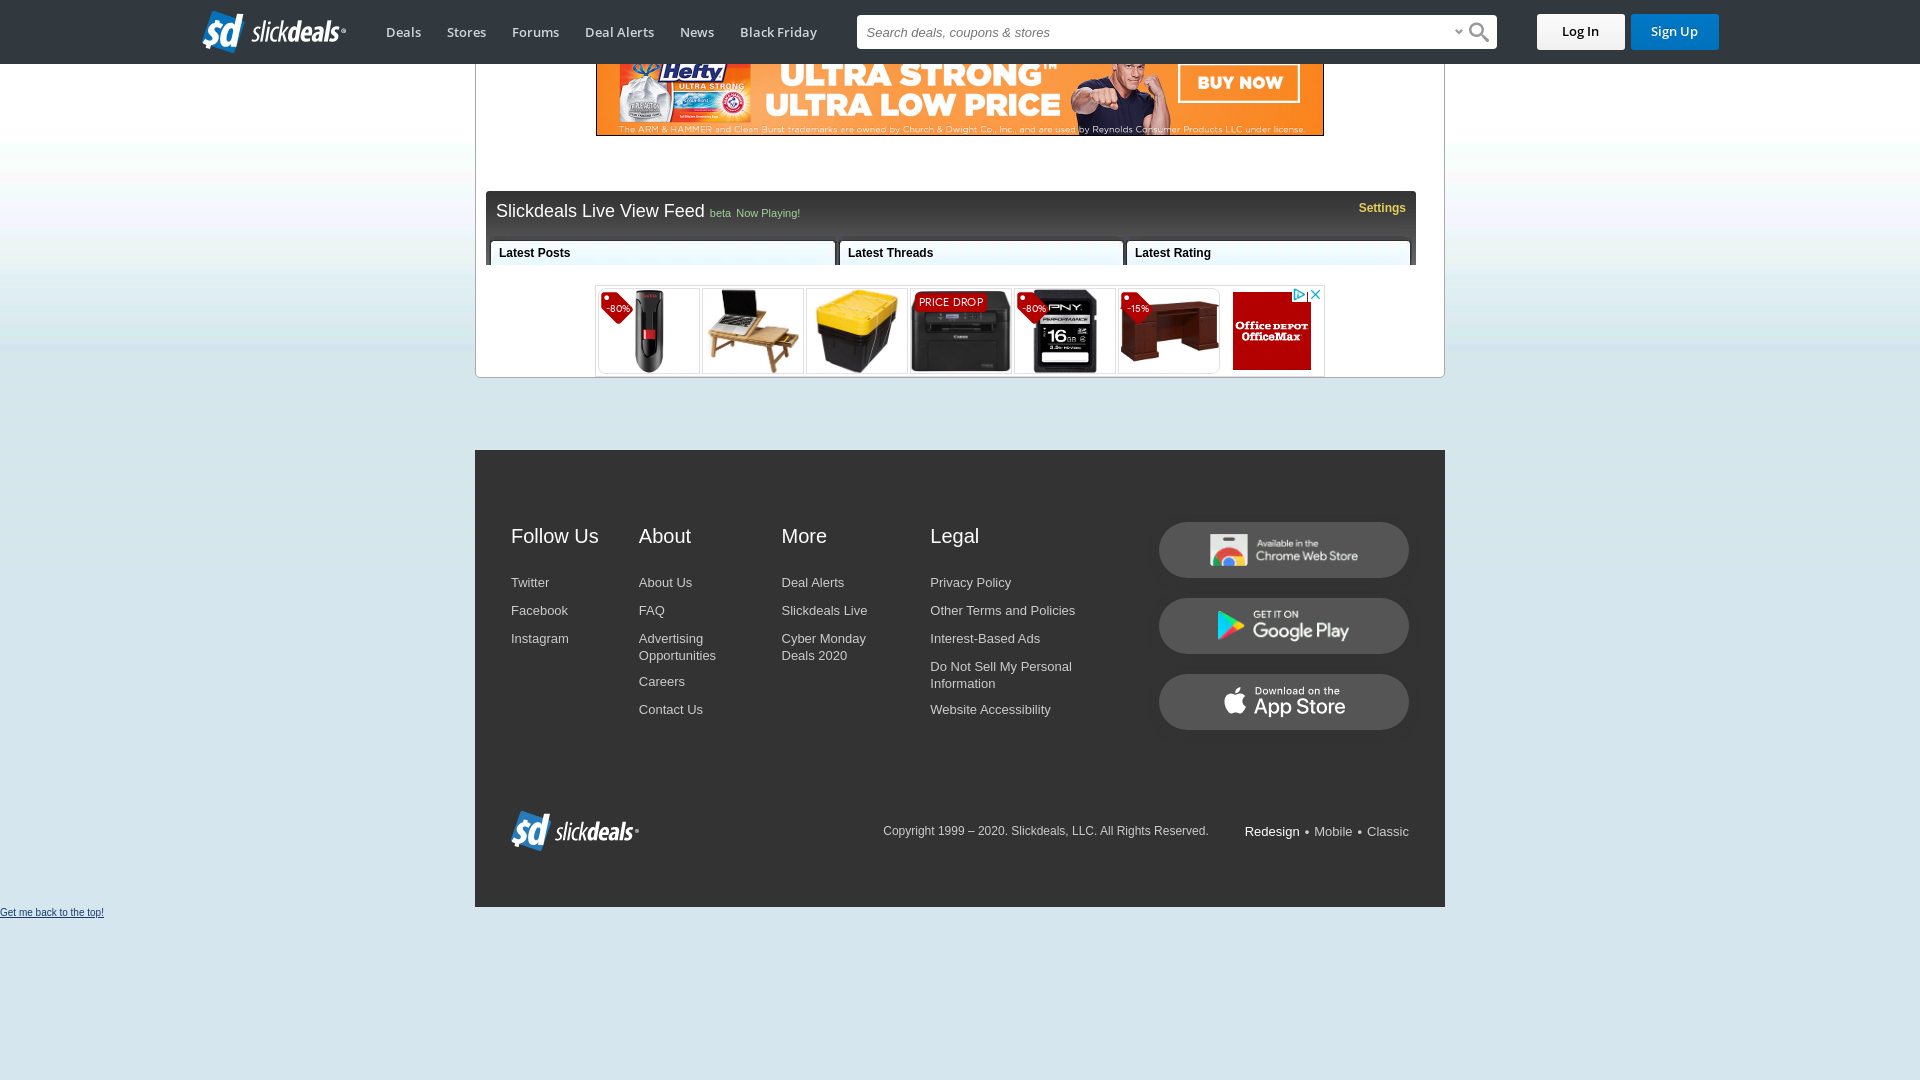 slickdeals
Deals
Stores
Forums
Deal Alerts
News
Black Friday
Search deals, coupons & stores
Log In
Sign Up
Hefty
ULTRA STRONG
ULTRA STRONG™
ULTRA LOW PRICE
BUY NOW
The ARM & HAMMER and Clean Burst trademarks are owned by Church & Dwight Co., Inc., and are used by Reynolds Consumer Products LLC under license.
Slickdeals Live View Feed beta Now Playing!
Settings
Latest Posts
Latest Threads
Latest Rating
-80%
PRICE DROP
Canon
-80%
PNY
PERFORMANCE
16GB
-15%
Office DEPOT
OfficeMax
Follow Us
Twitter
Facebook
Instagram
About
About Us
FAQ
Advertising
Opportunities
Careers
Contact Us
More
Deal Alerts
Slickdeals Live
Cyber Monday
Deals 2020
Legal
Privacy Policy
Other Terms and Policies
Interest-Based Ads
Do Not Sell My Personal
Information
Website Accessibility
Available in the
Chrome Web Store
GET IT ON
Google Play
Download on the
App Store
slickdeals
Copyright 1999 – 2020. Slickdeals, LLC. All Rights Reserved.
Redesign • Mobile • Classic
Get me back to the top!